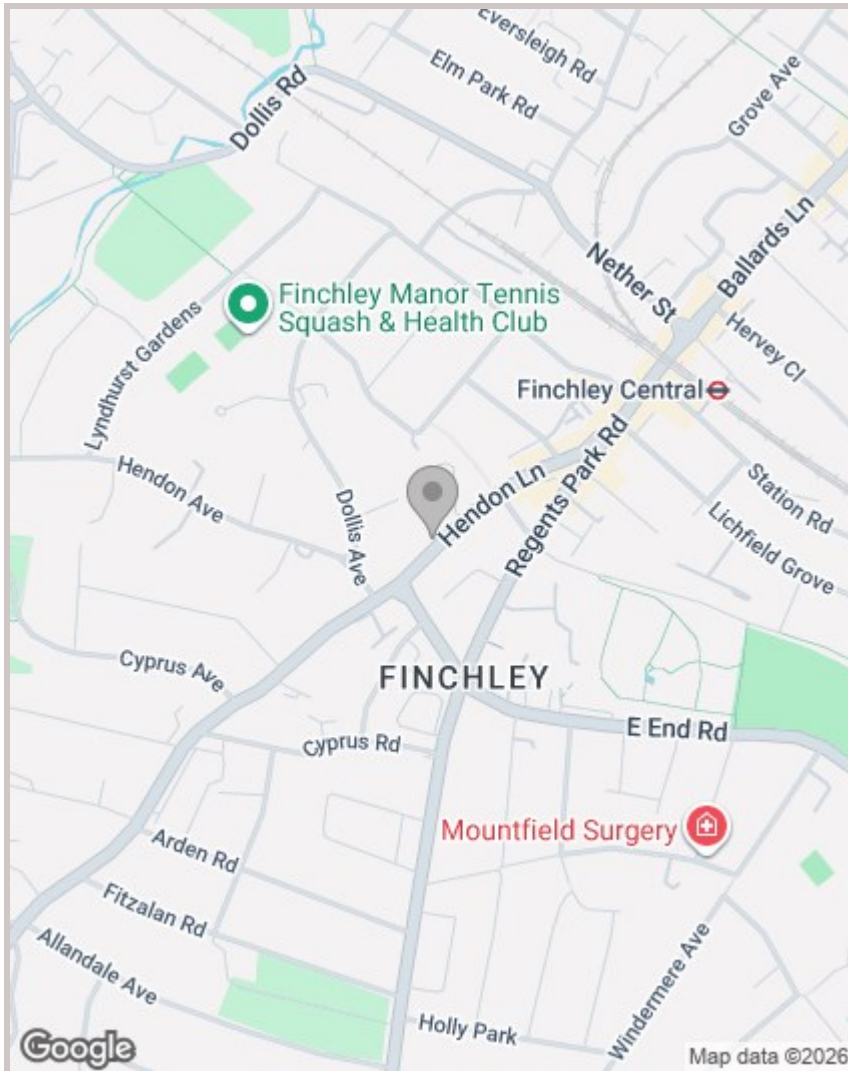 Eversleigh Rd
Elm Park Rd
Dollis Rd
Grove Ave
Ballards Ln
Nether St
Hervey Cl
Finchley Manor Tennis
Squash & Health Club
Lyndhurst Gardens
Finchley Central
Hendon Ave
Hendon Ln
Regents Park Rd
Station Rd
Lichfield Grove
Dollis Ave
Cyprus Ave
FINCHLEY
E End Rd
Cyprus Rd
Mountfield Surgery
Arden Rd
Fitzalan Rd
Allandale Ave
Windermere Ave
Holly Park
Google
Map data ©2026